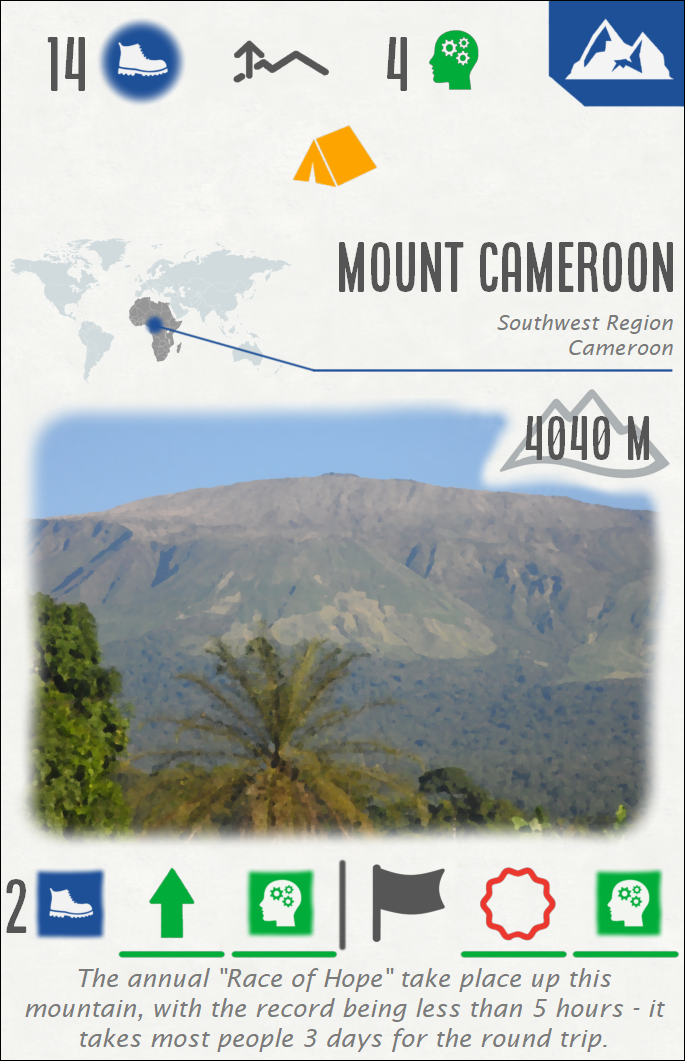 14
4
MOUNT CAMEROON
Southwest Region
Cameroon
4040 M
2
The annual "Race of Hope" take place up this
mountain, with the record being less than 5 hours - it
takes most people 3 days for the round trip.